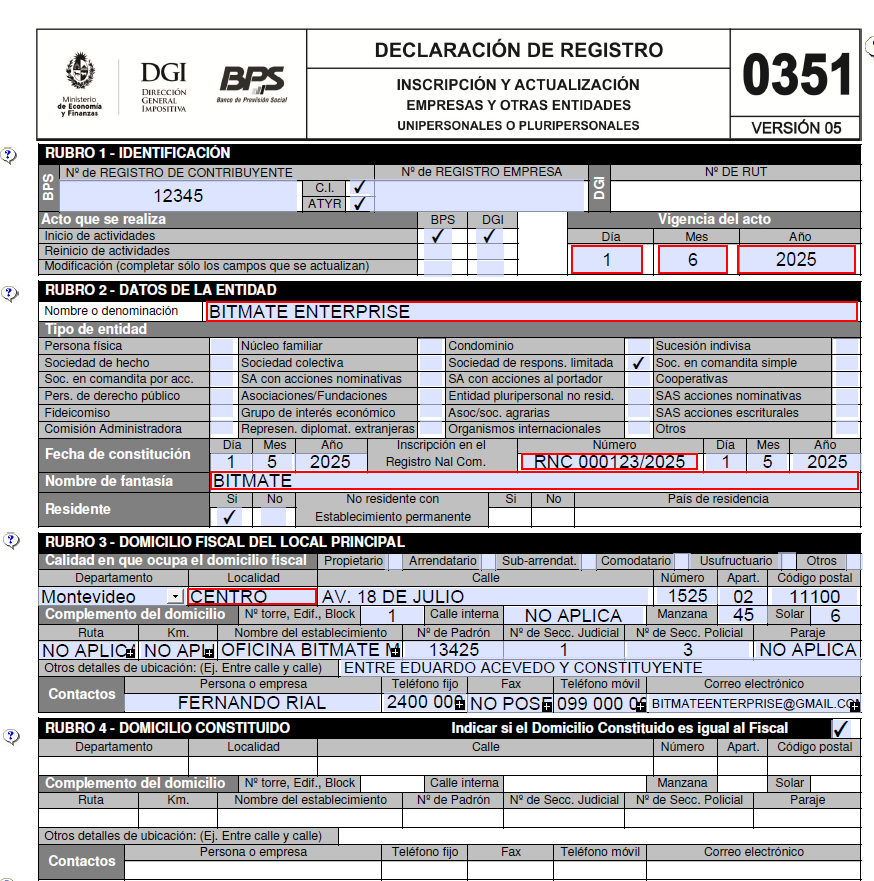 Ministerio
de Economía
y Finanzas
DGI
DIRECCIÓN
GENERAL
IMPOSITIVA
BPS
Banco de Previsión Social
DECLARACIÓN DE REGISTRO
INSCRIPCIÓN Y ACTUALIZACIÓN
EMPRESAS Y OTRAS ENTIDADES
UNIPERSONALES O PLURIPERSONALES
0351
VERSIÓN 05
RUBRO 1 - IDENTIFICACIÓN
BPS Nº de REGISTRO DE CONTRIBUYENTE Nº de REGISTRO EMPRESA DGI Nº DE RUT
12345 C.I. ✓
ATYR ✓
Acto que se realiza BPS DGI Vigencia del acto
Inicio de actividades ✓ ✓ Día Mes Año
Reinicio de actividades 1 6 2025
Modificación (completar sólo los campos que se actualizan)
RUBRO 2 - DATOS DE LA ENTIDAD
Nombre o denominación BITMATE ENTERPRISE
Tipo de entidad
Persona física Núcleo familiar Condominio Sucesión indivisa
Sociedad de hecho Sociedad colectiva Sociedad de respons. limitada ✓ Soc. en comandita simple
Soc. en comandita por acc. SA con acciones nominativas SA con acciones al portador Cooperativas
Pers. de derecho público Asociaciones/Fundaciones Entidad pluripersonal no resid. SAS acciones nominativas
Fideicomiso Grupo de interés económico Asoc/soc. agrarias SAS acciones escriturales
Comisión Administradora Represen. diplomat. extranjeras Organismos internacionales Otros
Fecha de constitución Día Mes Año Inscripción en el Número Día Mes Año
1 5 2025 Registro Nal Com. RNC 000123/2025 1 5 2025
Nombre de fantasía BITMATE
Residente Si No No residente con Si No País de residencia
✓ Establecimiento permanente
RUBRO 3 - DOMICILIO FISCAL DEL LOCAL PRINCIPAL
Calidad en que ocupa el domicilio fiscal Propietario Arrendatario Sub-arrendat. Comodatario Usufructuario Otros
Departamento Localidad Calle Número Apart. Código postal
Montevideo CENTRO AV. 18 DE JULIO 1525 02 11100
Complemento del domicilio Nº torre, Edif., Block 1 Calle interna NO APLICA Manzana 45 Solar 6
Ruta Km. Nombre del establecimiento Nº de Padrón Nº de Secc. Judicial Nº de Secc. Policial Paraje
NO APLIC NO APL OFICINA BITMATE M 13425 1 3 NO APLICA
Otros detalles de ubicación: (Ej. Entre calle y calle) ENTRE EDUARDO ACEVEDO Y CONSTITUYENTE
Contactos Persona o empresa Teléfono fijo Fax Teléfono móvil Correo electrónico
FERNANDO RIAL 2400 000 NO POS 099 000 0 BITMATEENTERPRISE@GMAIL.CO
RUBRO 4 - DOMICILIO CONSTITUIDO Indicar si el Domicilio Constituido es igual al Fiscal ✓
Departamento Localidad Calle Número Apart. Código postal
Complemento del domicilio Nº torre, Edif., Block Calle interna Manzana Solar
Ruta Km. Nombre del establecimiento Nº de Padrón Nº de Secc. Judicial Nº de Secc. Policial Paraje
Otros detalles de ubicación: (Ej. Entre calle y calle)
Contactos Persona o empresa Teléfono fijo Fax Teléfono móvil Correo electrónico